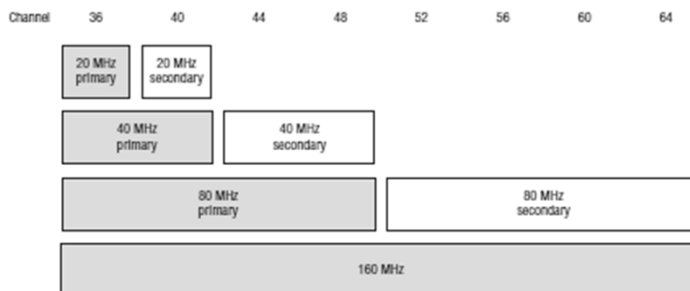 Channel 36 40 44 48 52 56 60 64
20 MHz 20 MHz
primary secondary
40 MHz 40 MHz
primary secondary
80 MHz 80 MHz
primary secondary
160 MHz